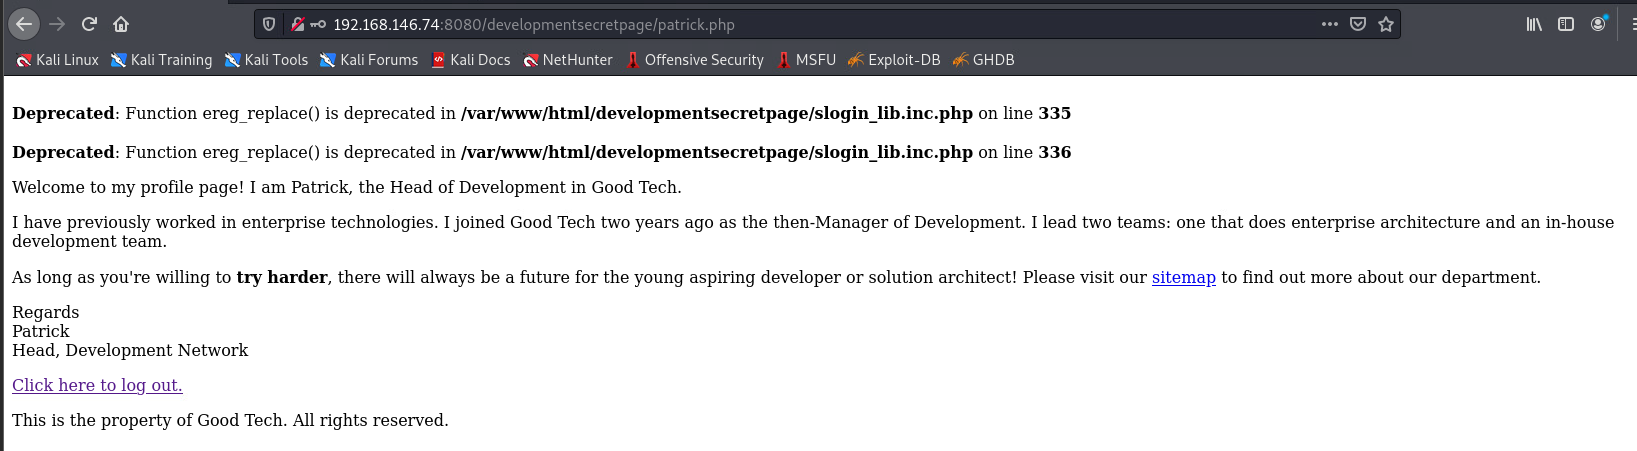 192.168.146.74:8080/developmentsecretpage/patrick.php
Kali Linux Kali Training Kali Tools Kali Forums Kali Docs NetHunter Offensive Security MSFU Exploit-DB GHDB
Deprecated: Function ereg_replace() is deprecated in /var/www/html/developmentsecretpage/slogin_lib.inc.php on line 335
Deprecated: Function ereg_replace() is deprecated in /var/www/html/developmentsecretpage/slogin_lib.inc.php on line 336
Welcome to my profile page! I am Patrick, the Head of Development in Good Tech.
I have previously worked in enterprise technologies. I joined Good Tech two years ago as the then-Manager of Development. I lead two teams: one that does enterprise architecture and an in-house
development team.
As long as you're willing to try harder, there will always be a future for the young aspiring developer or solution architect! Please visit our sitemap to find out more about our department.
Regards
Patrick
Head, Development Network
Click here to log out.
This is the property of Good Tech. All rights reserved.